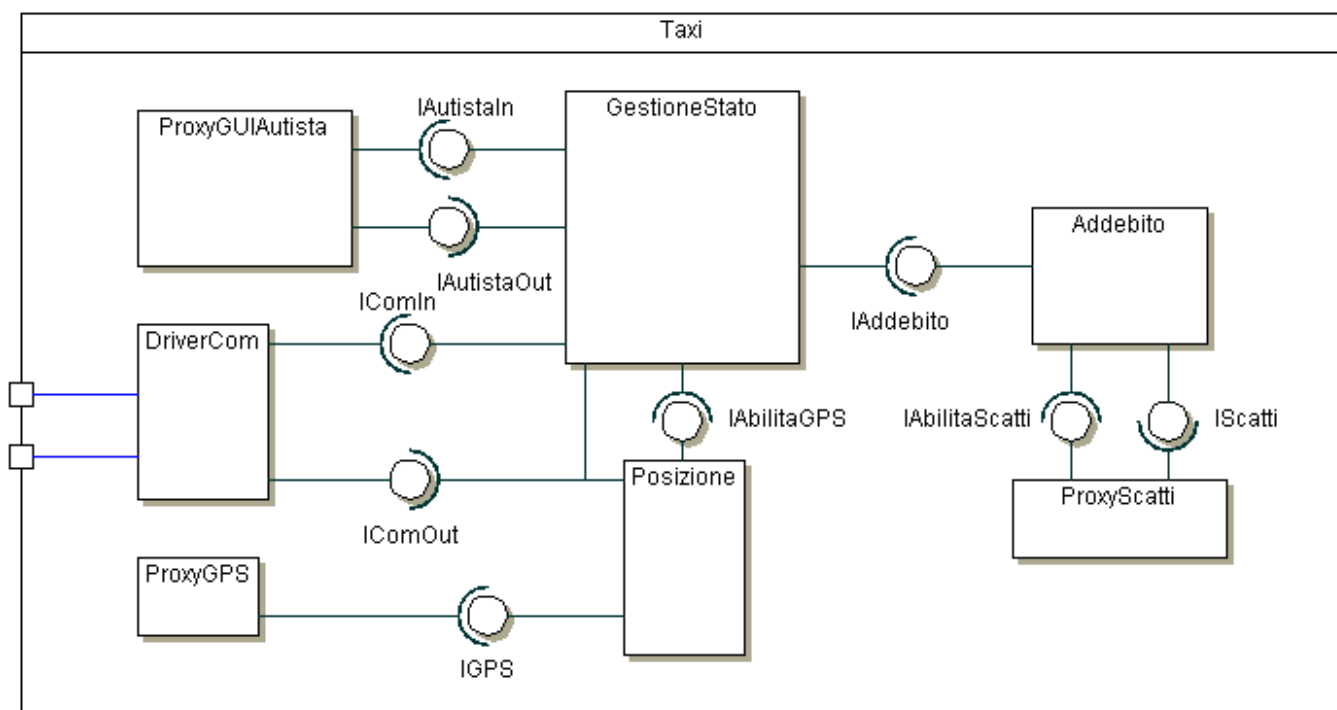 Taxi
ProxyGUIAutista
IAutistaIn
GestioneStato
IAutistaOut
Addebito
IAddebito
IComIn
DriverCom
IAbilitaGPS
IAbilitaScatti
IScatti
Posizione
ProxyScatti
IComOut
ProxyGPS
IGPS